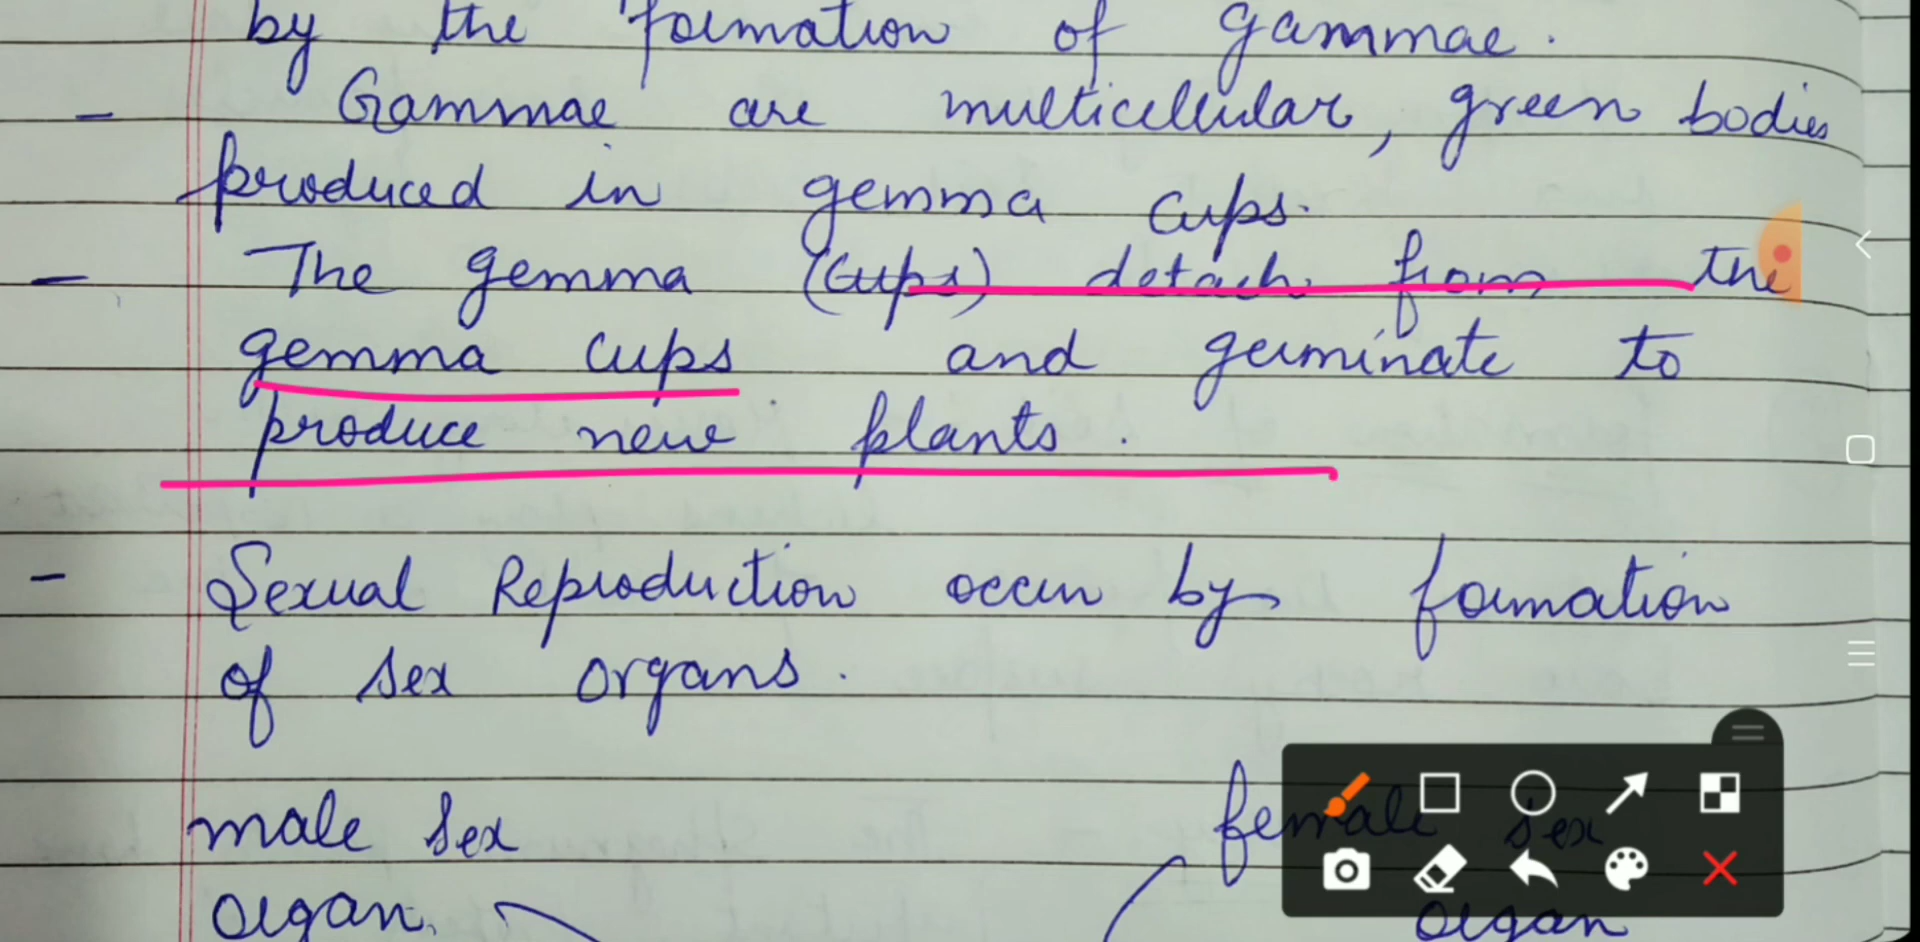 by the formation of gammae.
- Gammae are multicellular, green bodies
produced in gemma cups.
- The gemma (cups) detach from the
gemma cups and germinate to
produce new plants.
- Sexual Reproduction occur by formation
of sex organs.
male sex female sex
organ. organ